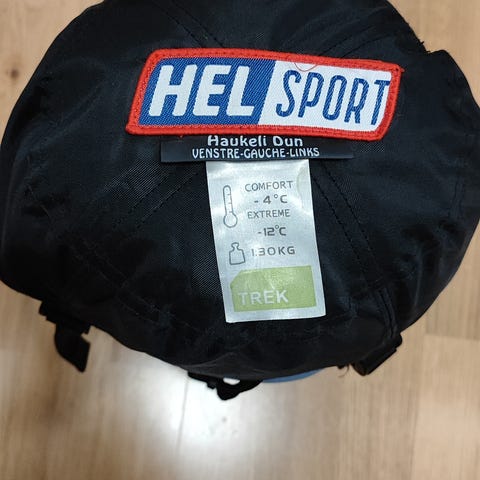 HEL SPORT
Haukeli Dun
VENSTRE-GAUCHE-LINKS
COMFORT
-4°C
EXTREME
-12°C
1.30KG
TREK